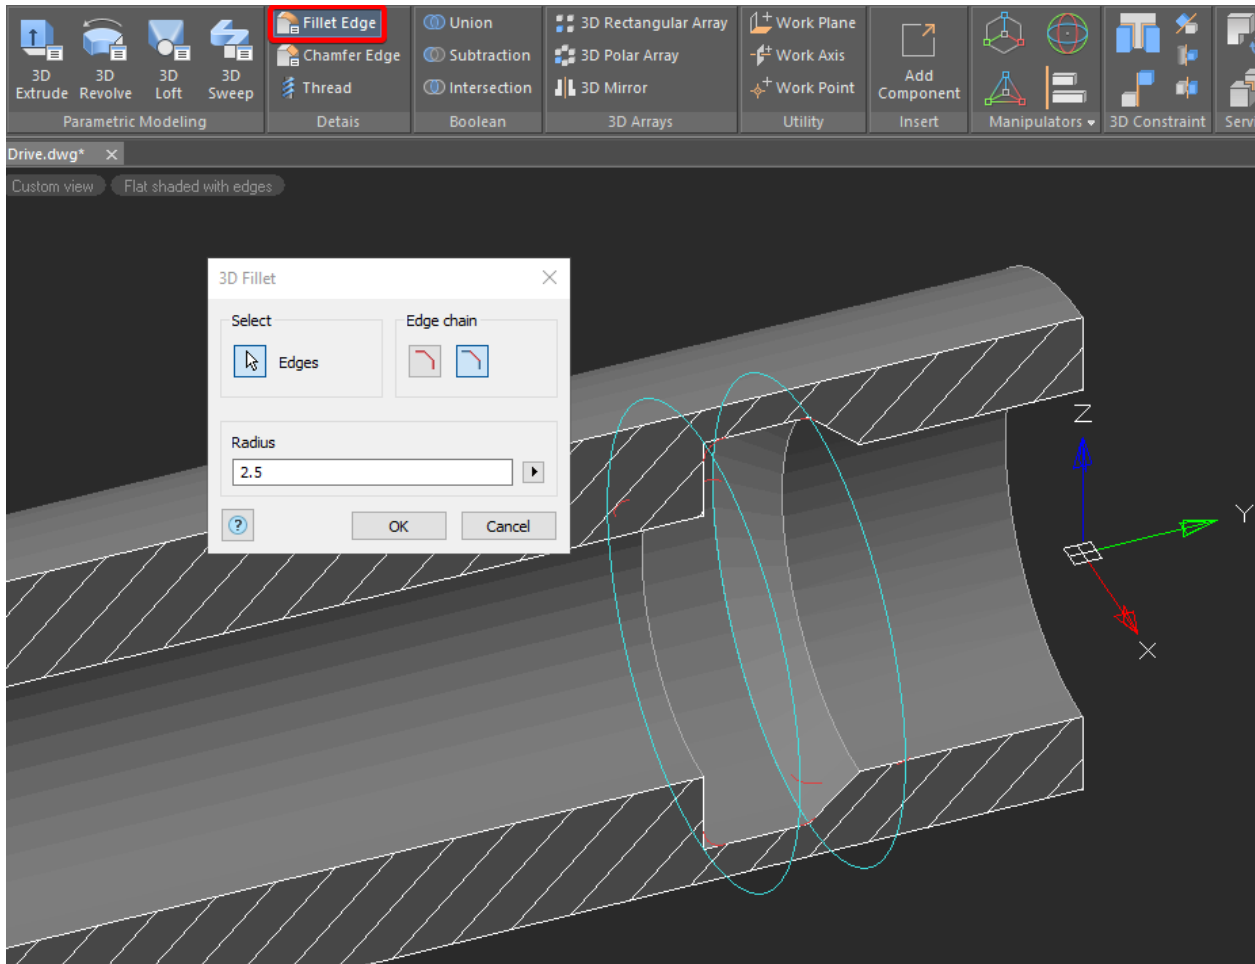 Fillet Edge
Union
3D Rectangular Array
Work Plane
Chamfer Edge
Subtraction
3D Polar Array
Work Axis
3D Extrude
3D Revolve
3D Loft
3D Sweep
Thread
Intersection
3D Mirror
Work Point
Add Component
Parametric Modeling
Detais
Boolean
3D Arrays
Utility
Insert
Manipulators
3D Constraint
Servi
Drive.dwg*
Custom view
Flat shaded with edges
3D Fillet
Select
Edge chain
Edges
Radius
2.5
?
OK
Cancel
Z
Y
X